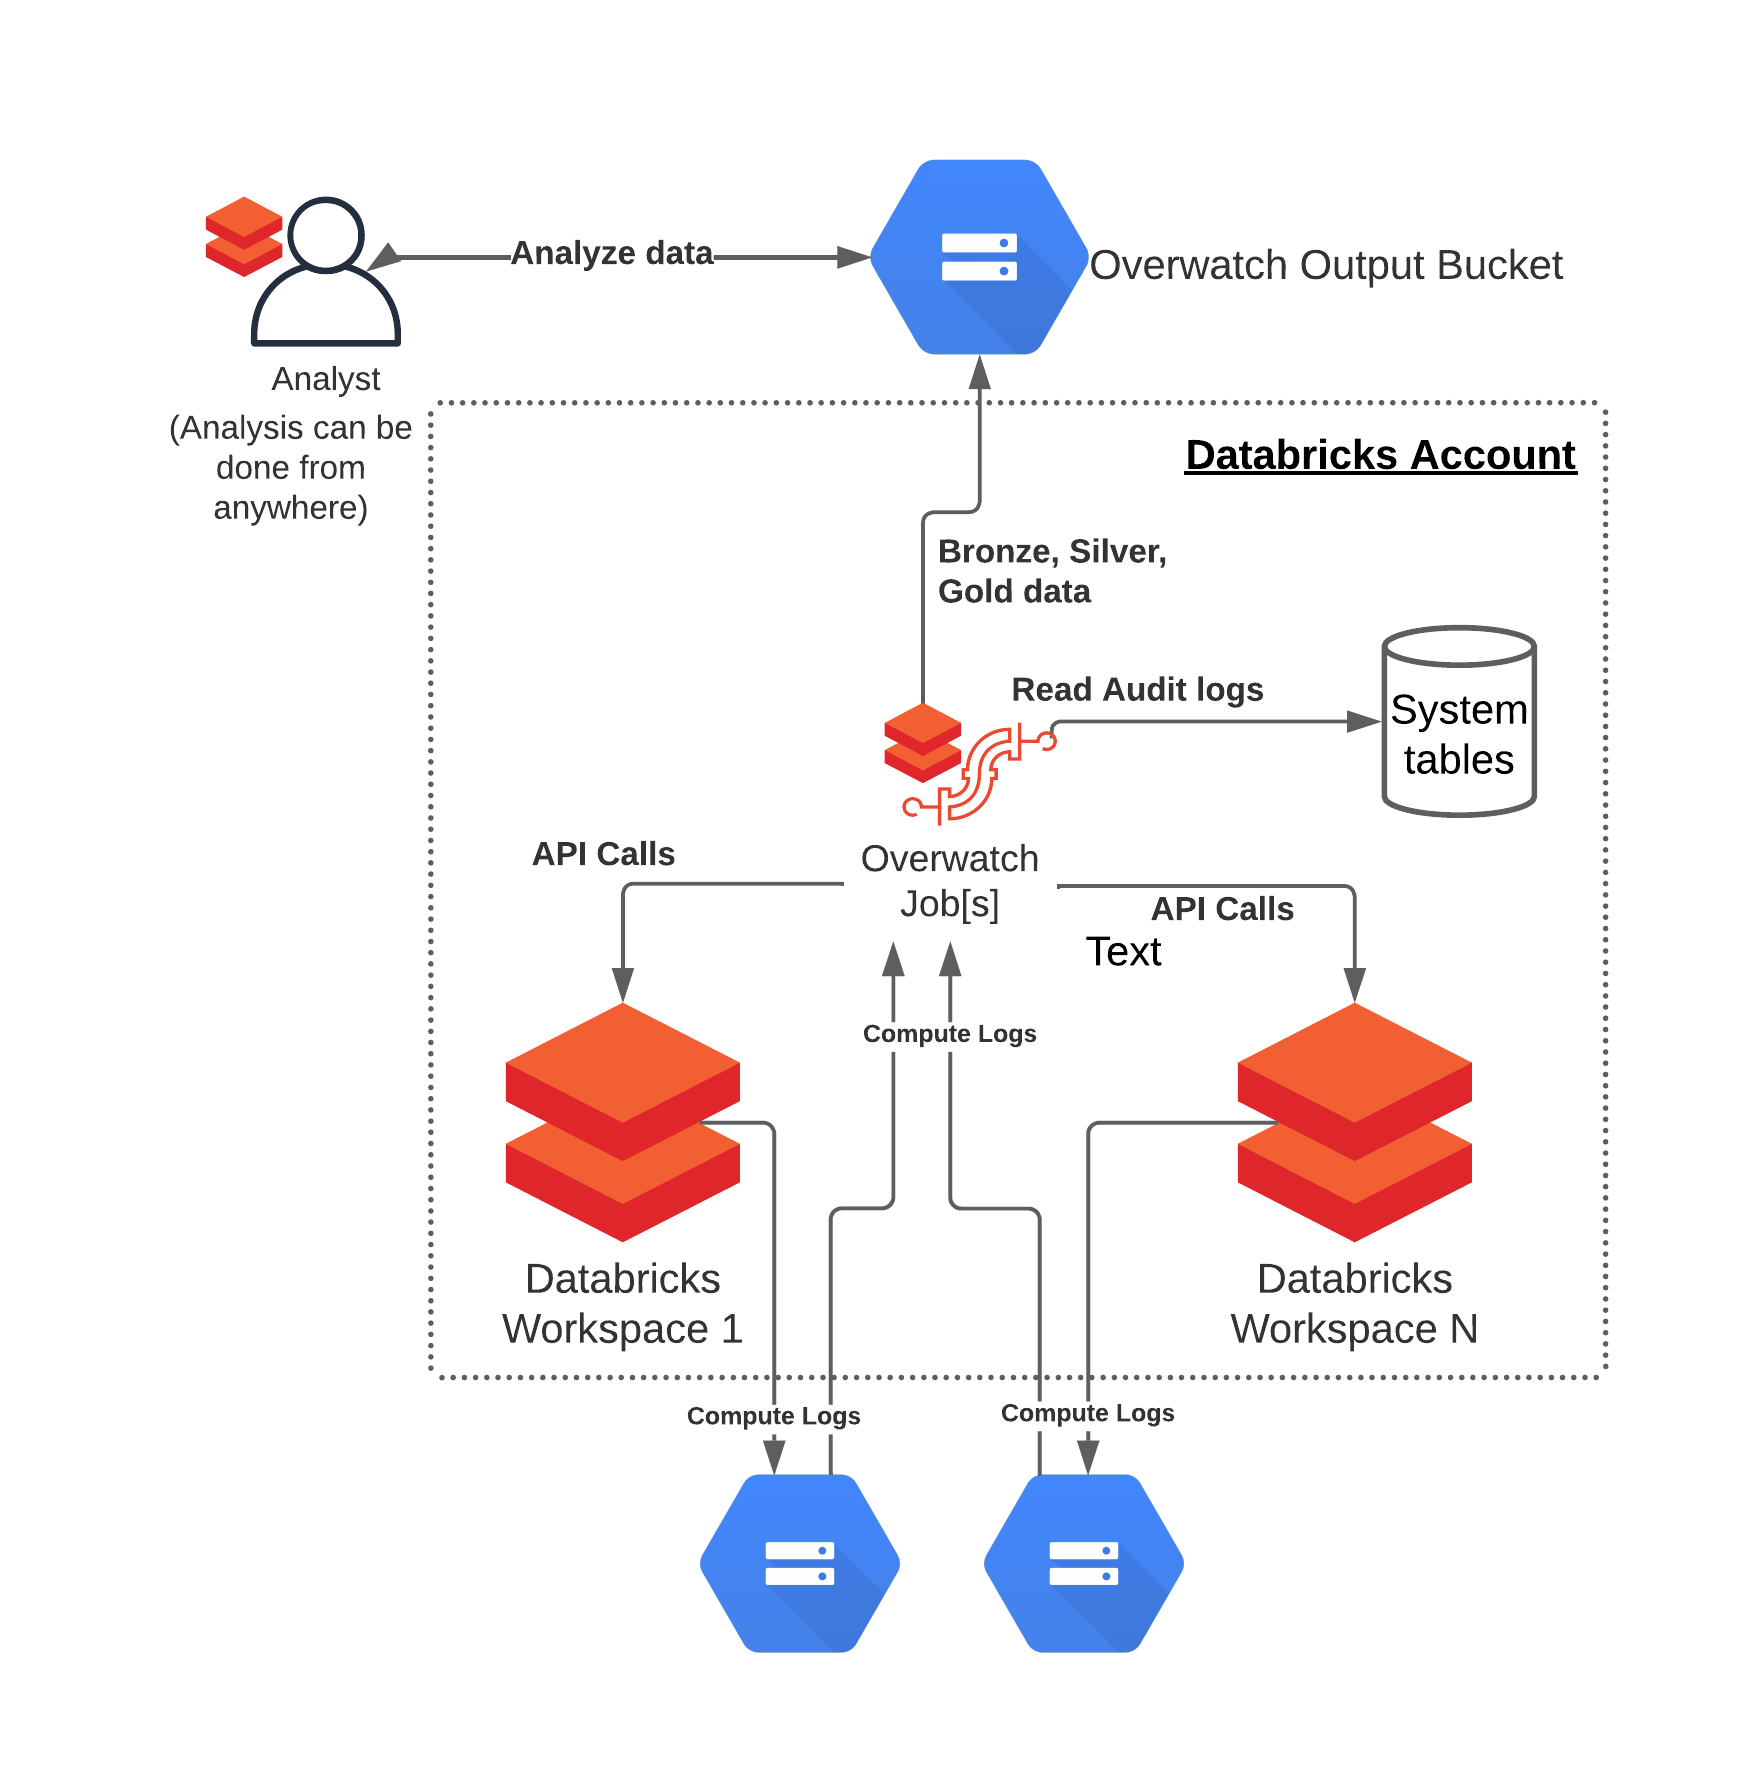 Analyze data
Overwatch Output Bucket
Analyst
(Analysis can be
done from
anywhere)
Databricks Account
Bronze, Silver,
Gold data
Read Audit logs
System
tables
API Calls
Overwatch
Job[s]
API Calls
Text
Compute Logs
Databricks
Workspace 1
Databricks
Workspace N
Compute Logs
Compute Logs